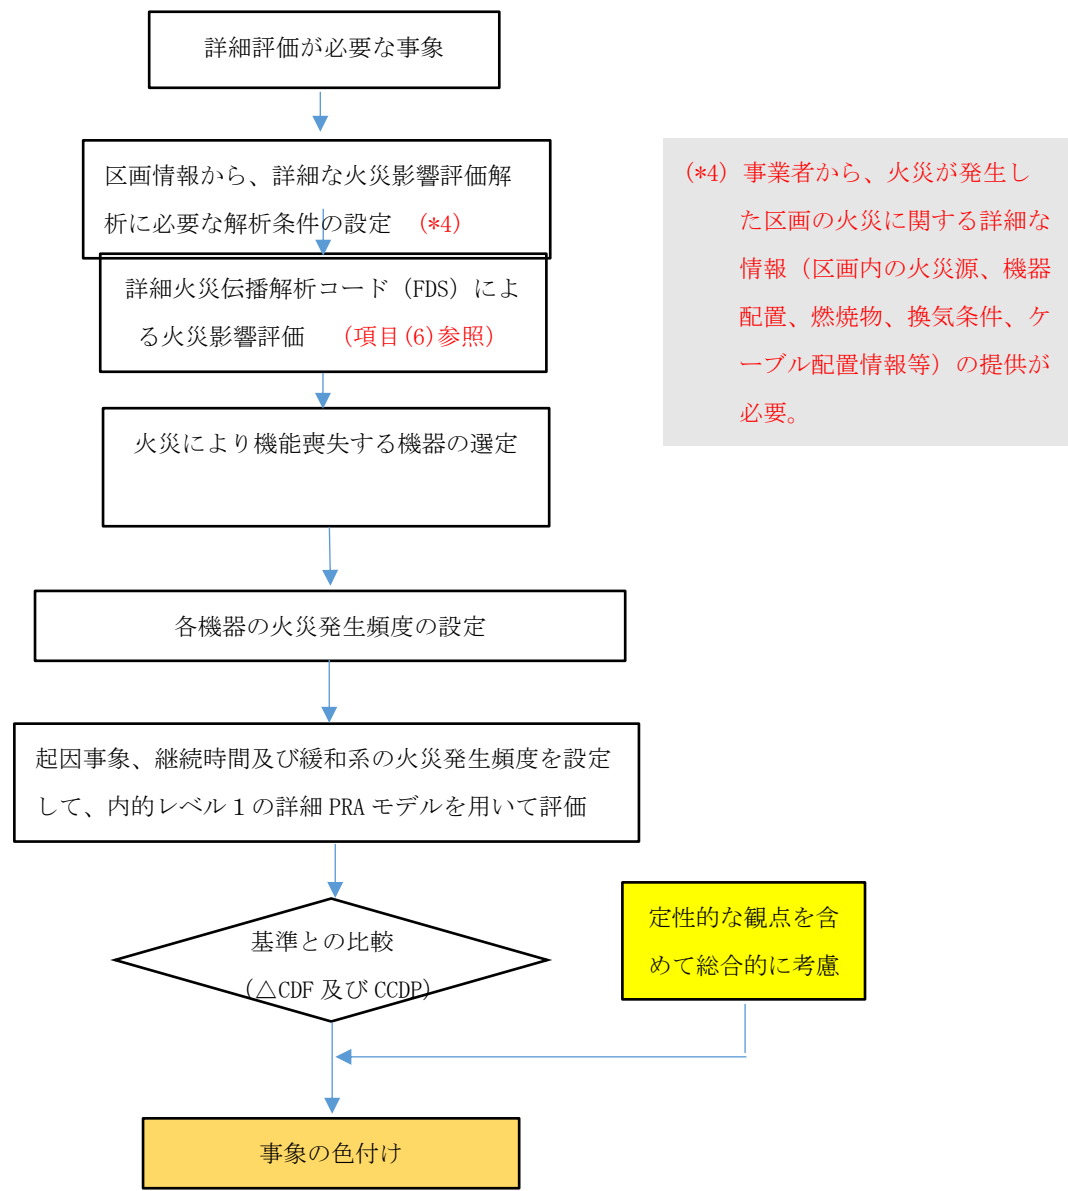 詳細評価が必要な事象
区画情報から、詳細な火災影響評価解
析に必要な解析条件の設定 (*4)
詳細火災伝播解析コード（FDS）によ
る火災影響評価 （項目(6)参照）
火災により機能喪失する機器の選定
各機器の火災発生頻度の設定
起因事象、継続時間及び緩和系の火災発生頻度を設定
して、内的レベル１の詳細 PRA モデルを用いて評価
基準との比較
（△CDF 及び CCDP）
定性的な観点を含
めて総合的に考慮
事象の色付け
(*4) 事業者から、火災が発生し
た区画の火災に関する詳細な
情報（区画内の火災源、機器
配置、燃焼物、換気条件、ケ
ーブル配置情報等）の提供が
必要。